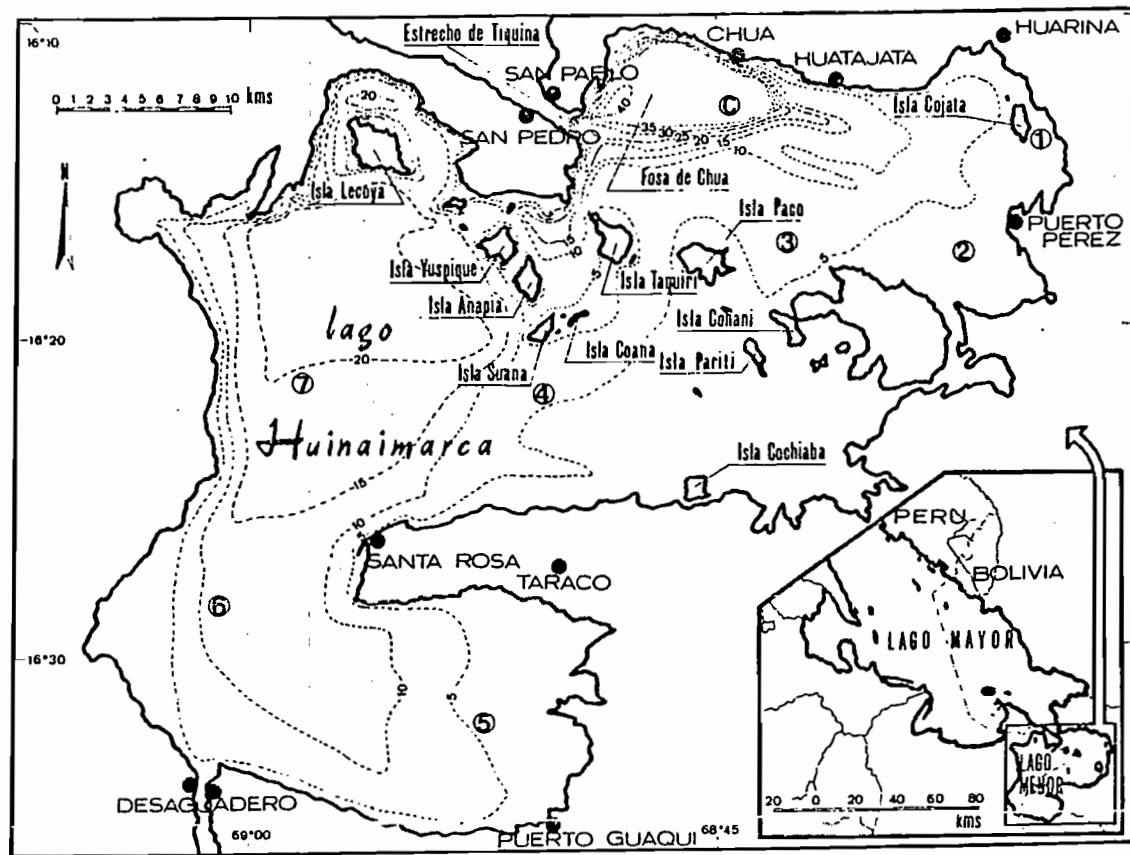 16°10
Estrecho de Tiquina
CHUA
HUARINA
HUATAJATA
SAN PABLO
Isla Cojata
0 1 2 3 4 5 6 7 8 9 10 kms
20
40
C
SAN PEDRO
35 30 25 20 15 10
1
Isla Lecoya
Fosa de Chua
N
Isla Paco
PUERTO PEREZ
15
10
3
2
Isla Yuspique
5
Isla Taquiri
5
Isla Anapia
Isla Coñani
lago
16°20
20
Isla Suana
Isla Coana
Isla Pariti
7
4
Huinaimarca
Isla Cochiaba
15
10
5
PERU
SANTA ROSA
TARACO
BOLIVIA
6
LAGO MAYOR
16°30
10
5
5
LAGO MENOR
DESAGUADERO
20 0 20 40 60 80
kms
69°00
PUERTO GUAQUI
68°45